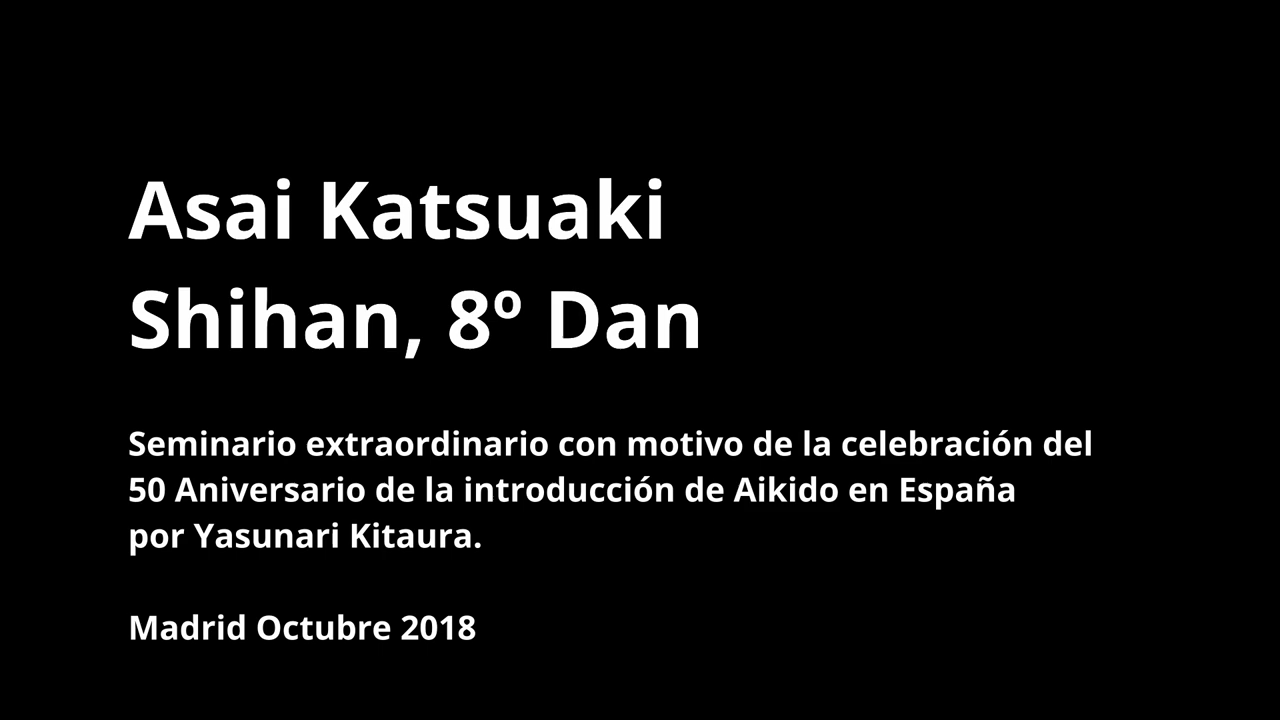 Asai Katsuaki
Shihan, 8º Dan
Seminario extraordinario con motivo de la celebración del
50 Aniversario de la introducción de Aikido en España
por Yasunari Kitaura.
Madrid Octubre 2018